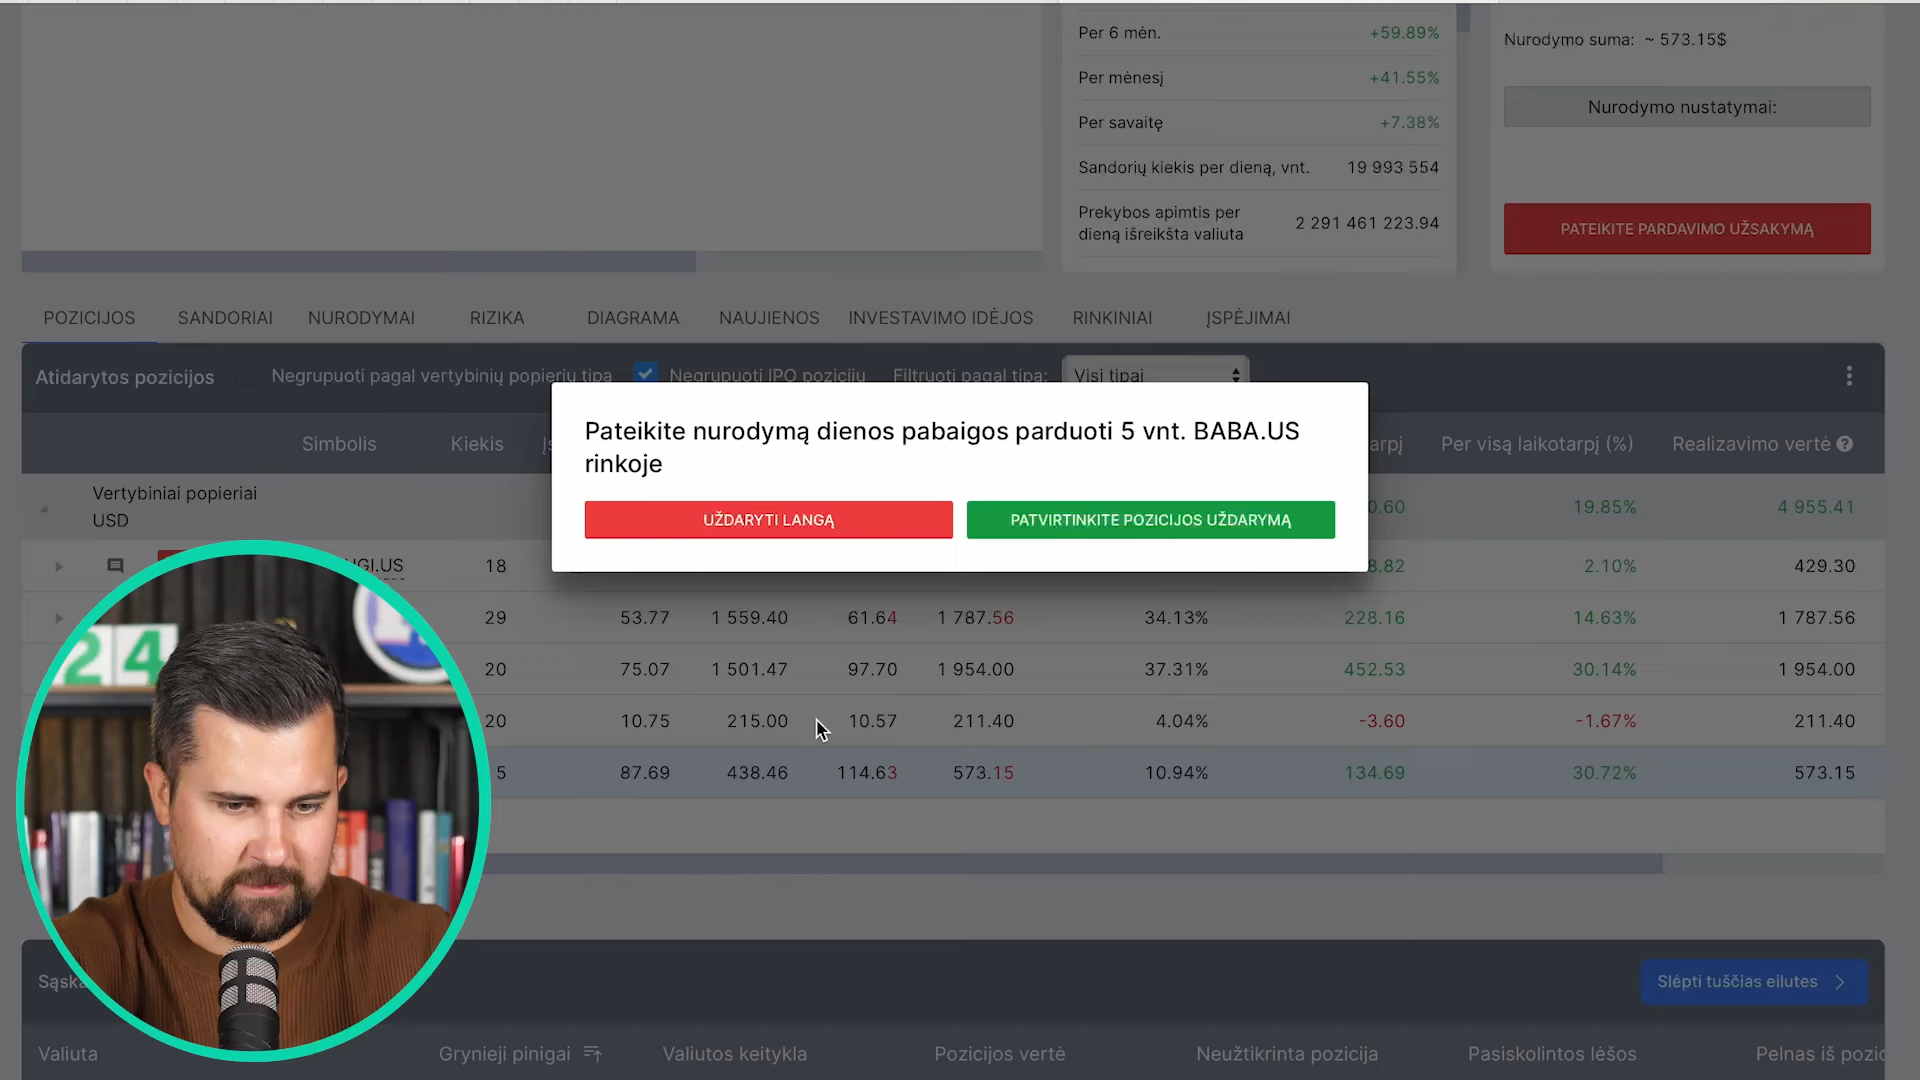 Per 6 mėn. +59.89%
Nurodymo suma: ~ 573.15$
Per mėnesį +41.55%
Nurodymo nustatymai:
Per savaitę +7.38%
Sandorių kiekis per dieną, vnt. 19 993 554
Prekybos apimtis per
dieną išreikšta valiuta 2 291 461 223.94
PATEIKITE PARDAVIMO UŽSAKYMĄ
POZICIJOS SANDORIAI NURODYMAI RIZIKA DIAGRAMA NAUJIENOS INVESTAVIMO IDĖJOS RINKINIAI ĮSPĖJIMAI
Atidarytos pozicijos Negrupuoti pagal vertybinių popierių tipą Negrupuoti IPO pozicijų Filtruoti pagal tipą: Visi tipai
Pateikite nurodymą dienos pabaigos parduoti 5 vnt. BABA.US
rinkoje
UŽDARYTI LANGĄ PATVIRTINKITE POZICIJOS UŽDARYMĄ
Simbolis Kiekis Per visą laikotarpį (%) Realizavimo vertė
Vertybiniai popieriai
USD 0.60 19.85% 4 955.41
GI.US 18 8.82 2.10% 429.30
29 53.77 1 559.40 61.64 1 787.56 34.13% 228.16 14.63% 1 787.56
20 75.07 1 501.47 97.70 1 954.00 37.31% 452.53 30.14% 1 954.00
20 10.75 215.00 10.57 211.40 4.04% -3.60 -1.67% 211.40
5 87.69 438.46 114.63 573.15 10.94% 134.69 30.72% 573.15
24
Slėpti tuščias eilutes
Valiuta Grynieji pinigai Valiutos keitykla Pozicijos vertė Neužtikrinta pozicija Pasiskolintos lėšos Pelnas iš